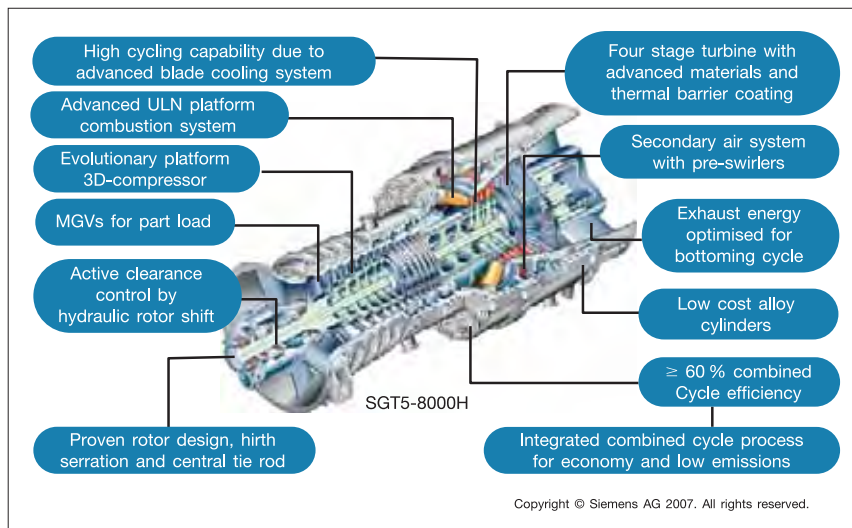 High cycling capability due to
advanced blade cooling system
Advanced ULN platform
combustion system
Evolutionary platform
3D-compressor
MGVs for part load
Active clearance
control by
hydraulic rotor shift
Proven rotor design, hirth
serration and central tie rod
Four stage turbine with
advanced materials and
thermal barrier coating
Secondary air system
with pre-swirlers
Exhaust energy
optimised for
bottoming cycle
Low cost alloy
cylinders
≥ 60 % combined
Cycle efficiency
Integrated combined cycle process
for economy and low emissions
SGT5-8000H
Copyright © Siemens AG 2007. All rights reserved.